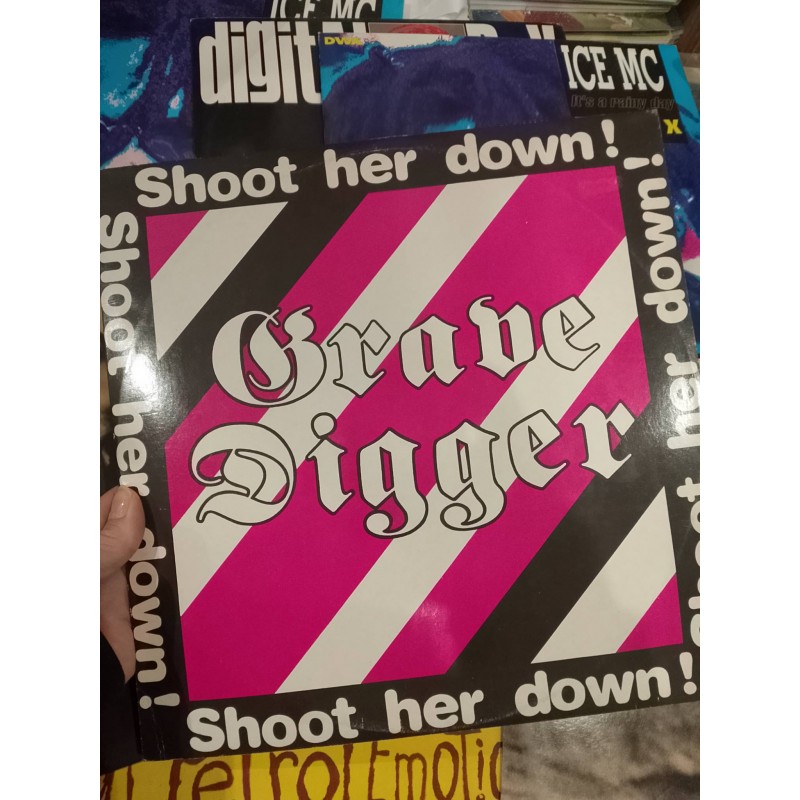 ICE MC
digit
DWA
ICE MC
It's a rainy day
X
Shoot her down!
Shoot her down!
Grave
Digger
Shoot her down!
Shoot her down!